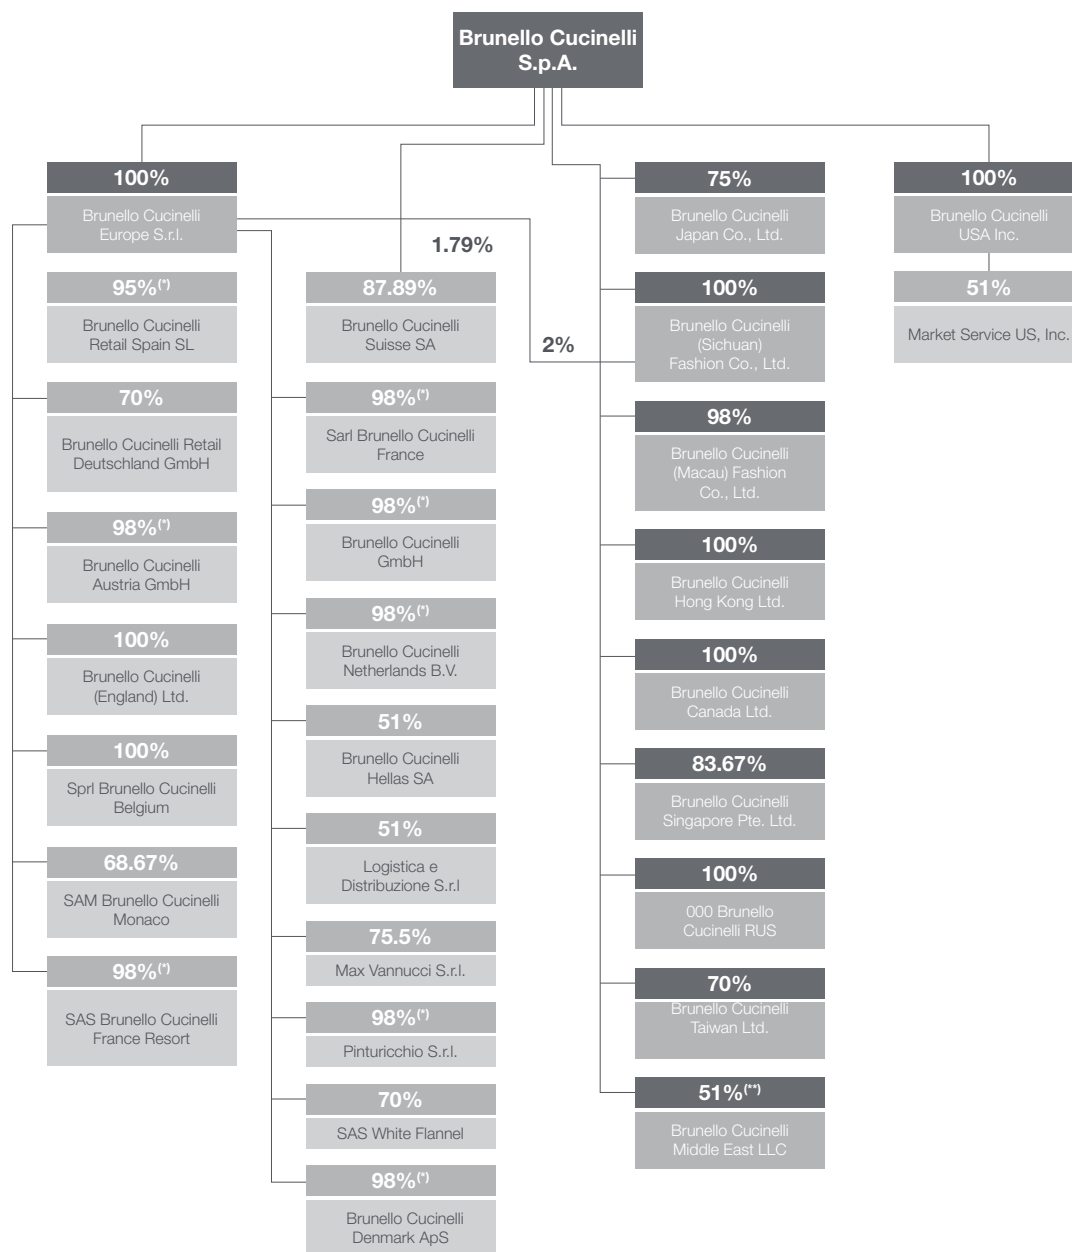 Brunello Cucinelli
S.p.A.
100%
Brunello Cucinelli
Europe S.r.l.
95%(*)
Brunello Cucinelli
Retail Spain SL
70%
Brunello Cucinelli Retail
Deutschland GmbH
98%(*)
Brunello Cucinelli
Austria GmbH
100%
Brunello Cucinelli
(England) Ltd.
100%
Sprl Brunello Cucinelli
Belgium
68.67%
SAM Brunello Cucinelli
Monaco
98%(*)
SAS Brunello Cucinelli
France Resort
1.79%
87.89%
Brunello Cucinelli
Suisse SA
98%(*)
Sarl Brunello Cucinelli
France
98%(*)
Brunello Cucinelli
GmbH
98%(*)
Brunello Cucinelli
Netherlands B.V.
51%
Brunello Cucinelli
Hellas SA
51%
Logistica e
Distribuzione S.r.l
75.5%
Max Vannucci S.r.l.
98%(*)
Pinturicchio S.r.l.
70%
SAS White Flannel
98%(*)
Brunello Cucinelli
Denmark ApS
2%
75%
Brunello Cucinelli
Japan Co., Ltd.
100%
Brunello Cucinelli
(Sichuan)
Fashion Co., Ltd.
98%
Brunello Cucinelli
(Macau) Fashion
Co., Ltd.
100%
Brunello Cucinelli
Hong Kong Ltd.
100%
Brunello Cucinelli
Canada Ltd.
83.67%
Brunello Cucinelli
Singapore Pte. Ltd.
100%
000 Brunello
Cucinelli RUS
70%
Brunello Cucinelli
Taiwan Ltd.
51%(**)
Brunello Cucinelli
Middle East LLC
100%
Brunello Cucinelli
USA Inc.
51%
Market Service US, Inc.